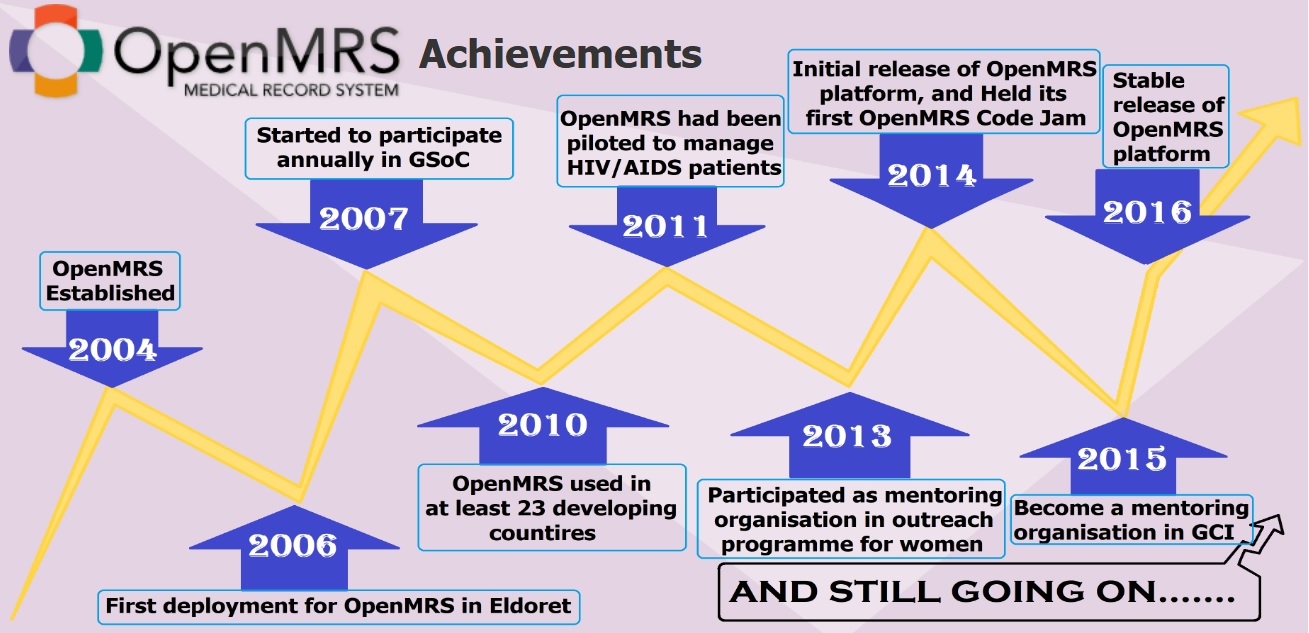 OpenMRS
MEDICAL RECORD SYSTEM
Achievements
OpenMRS
Established
2004
First deployment for OpenMRS in Eldoret
2006
Started to participate
annually in GSoC
2007
2010
OpenMRS used in
at least 23 developing
countires
OpenMRS had been
piloted to manage
HIV/AIDS patients
2011
2013
Participated as mentoring
organisation in outreach
programme for women
Initial release of OpenMRS
platform, and Held its
first OpenMRS Code Jam
2014
2015
Become a mentoring
organisation in GCI
Stable
release of
OpenMRS
platform
2016
AND STILL GOING ON.......